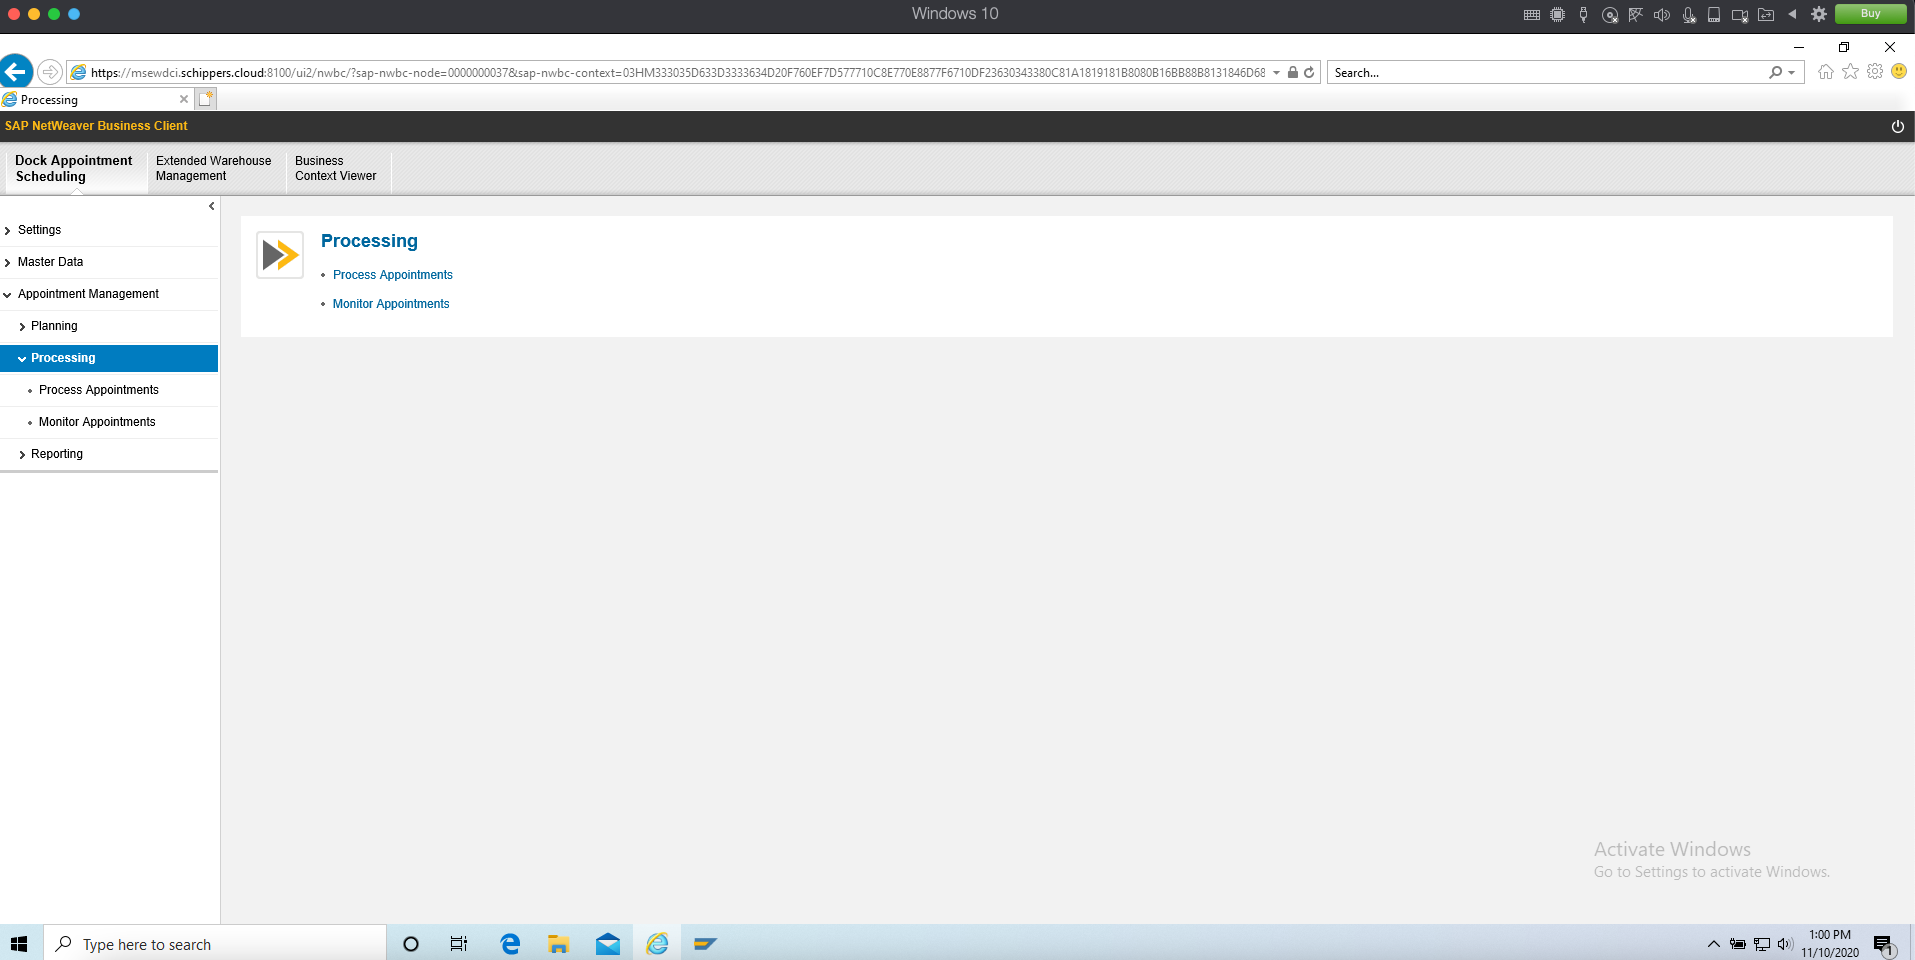 Windows 10
Buy
https://msewdci.schippers.cloud:8100/ui2/nwbc/?sap-nwbc-node=0000000037&sap-nwbc-context=03HM333035D633D3333634D20F760EF7D577710C8E770E8877F6710DF23630343380C81A1819181B8080B16BB88B8131846D68
Search...
Processing
SAP NetWeaver Business Client
Dock Appointment
Scheduling
Extended Warehouse
Management
Business
Context Viewer
Settings
Master Data
Appointment Management
Planning
Processing
Process Appointments
Monitor Appointments
Reporting
Processing
Process Appointments
Monitor Appointments
Activate Windows
Go to Settings to activate Windows.
Type here to search
1:00 PM
11/10/2020
1